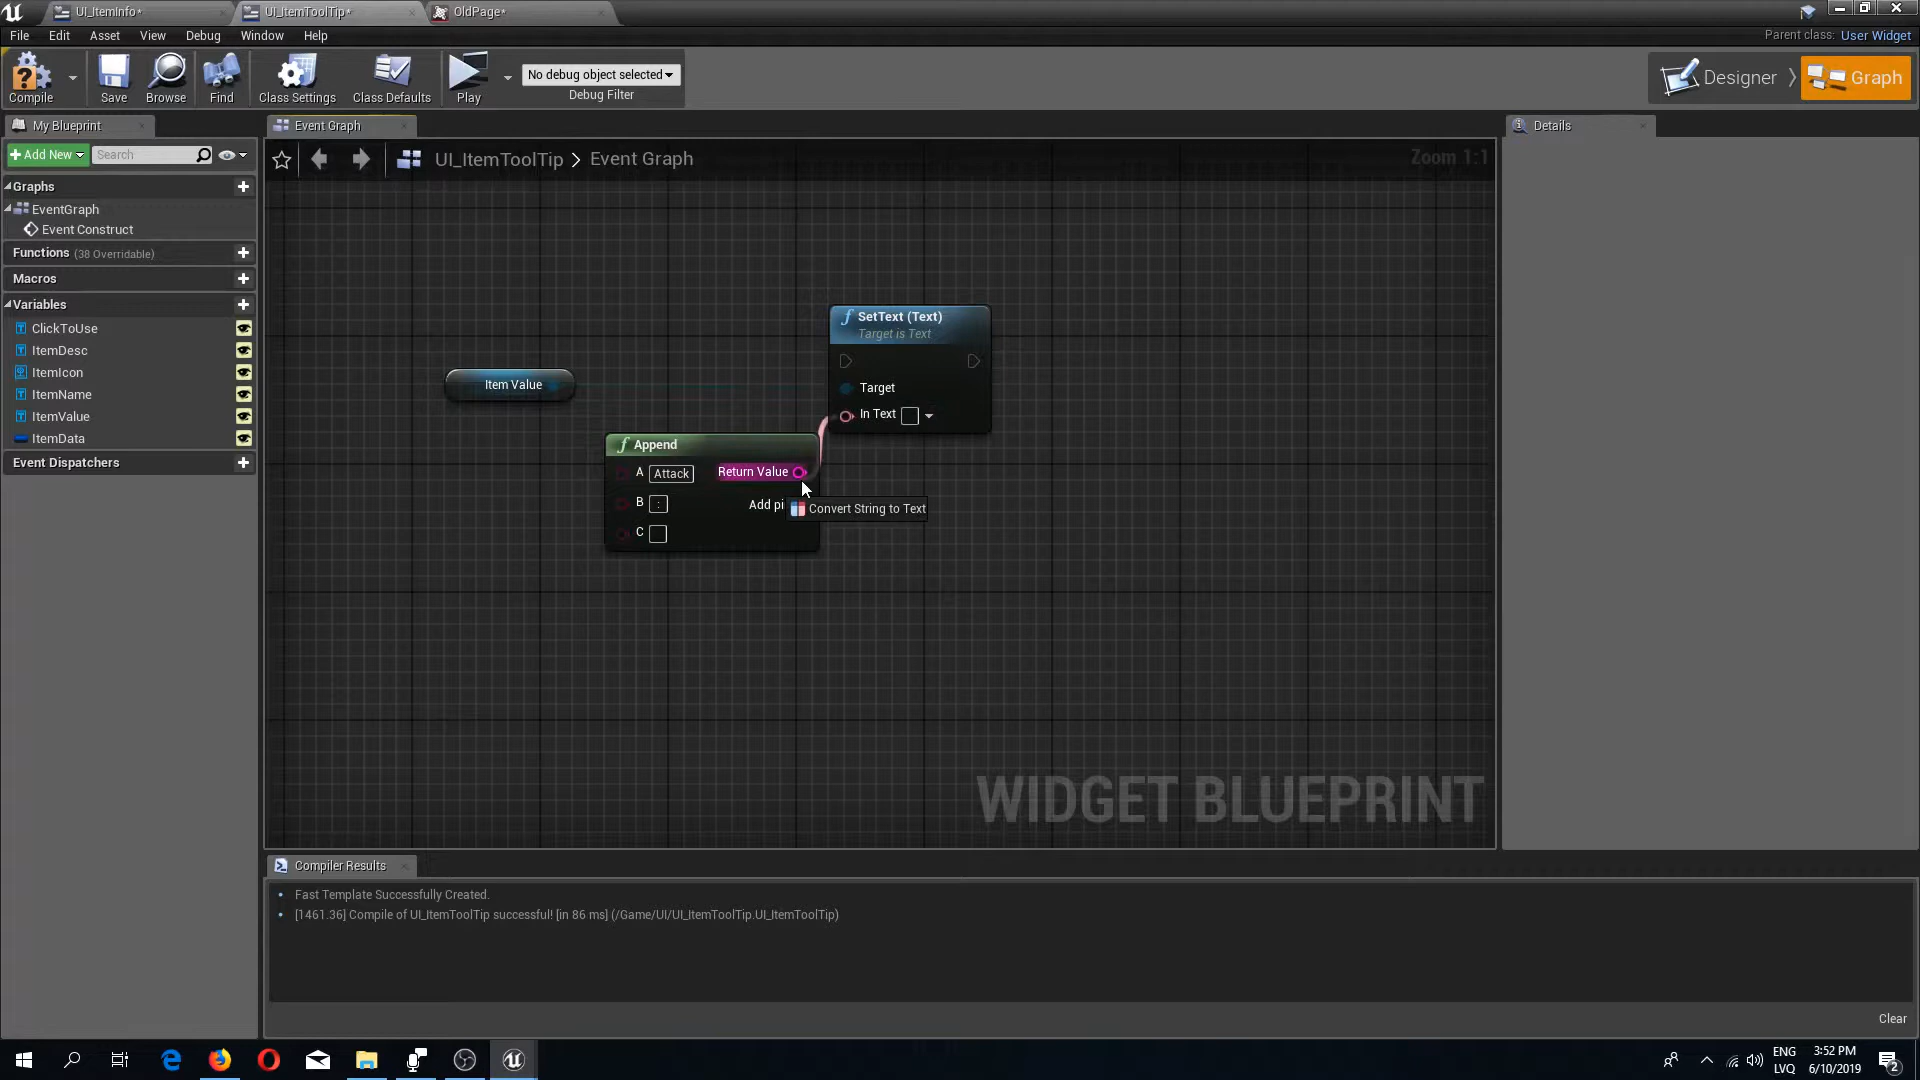 UI_ItemInfo*
UI_ItemToolTip*
OldPage*
File Edit Asset View Debug Window Help
Parent class: User Widget
Compile
Save
Browse
Find
Class Settings
Class Defaults
Play
No debug object selected
Debug Filter
Designer
Graph
My Blueprint
Event Graph
Details
Add New
Search
UI_ItemToolTip > Event Graph
Zoom 1:1
Graphs
EventGraph
Event Construct
Functions (38 Overridable)
Macros
Variables
ClickToUse
ItemDesc
ItemIcon
ItemName
ItemValue
ItemData
Event Dispatchers
SetText (Text)
Target is Text
Target
In Text
Item Value
Append
A Attack
Return Value
B :
Add pi
C
Convert String to Text
WIDGET BLUEPRINT
Compiler Results
Fast Template Successfully Created.
[1461.36] Compile of UI_ItemToolTip successful! [in 86 ms] (/Game/UI/UI_ItemToolTip.UI_ItemToolTip)
Clear
ENG
LVQ
3:52 PM
6/10/2019
2